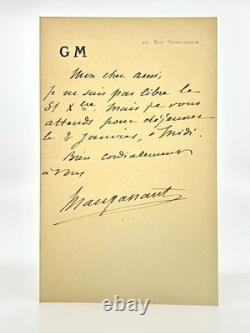 GM
10, RUE MONTCHANIN
Mon cher ami,
je ne suis pas libre le
31 Xbre. Mais je vous
attends pour déjeuner
le 2 Janvier, à midi.
Bien cordialement
à vous
Maupassant